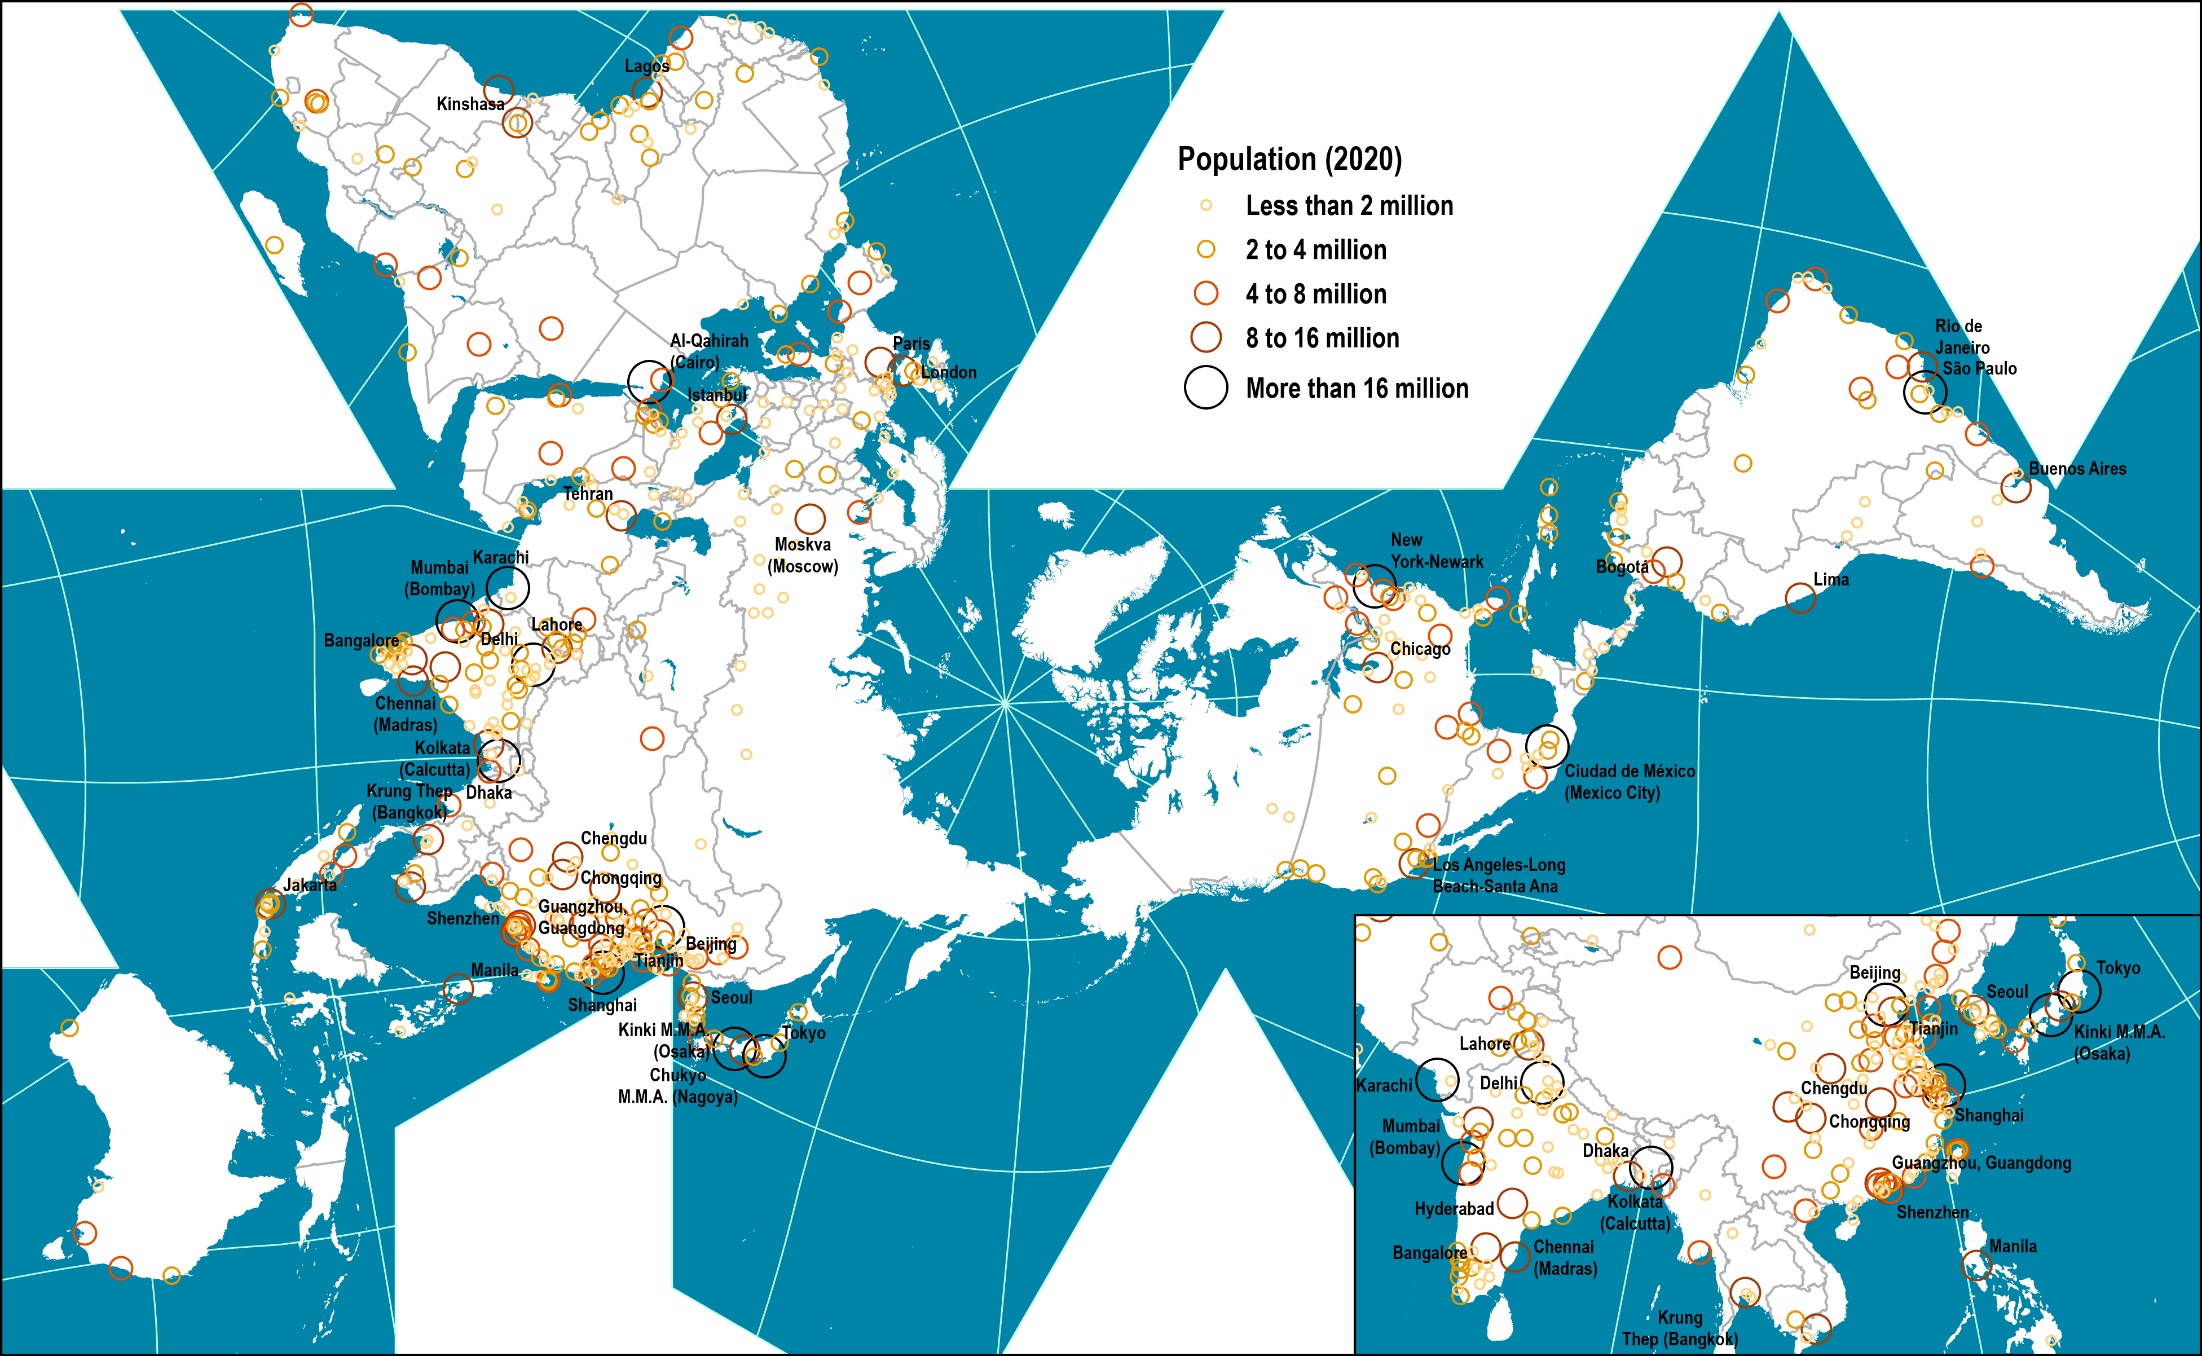 Lagos
Kinshasa
Population (2020)
Less than 2 million
2 to 4 million
4 to 8 million
8 to 16 million
More than 16 million
Al-Qahirah
(Cairo)
Istanbul
Paris
London
Rio de
Janeiro
São Paulo
Buenos Aires
Tehran
Moskva
(Moscow)
Karachi
Mumbai
(Bombay)
Bangalore
Delhi
Lahore
Chennai
(Madras)
Kolkata
(Calcutta)
Krung Thep
(Bangkok)
Dhaka
New
York-Newark
Chicago
Bogotá
Lima
Ciudad de México
(Mexico City)
Los Angeles-Long
Beach-Santa Ana
Chengdu
Chongqing
Jakarta
Guangzhou,
Guangdong
Shenzhen
Beijing
Tianjin
Manila
Shanghai
Seoul
Kinki M.M.A.
(Osaka)
Tokyo
Chukyo
M.M.A. (Nagoya)
Beijing
Tokyo
Seoul
Tianjin
Kinki M.M.A.
(Osaka)
Lahore
Karachi
Delhi
Chengdu
Shanghai
Chongqing
Mumbai
(Bombay)
Dhaka
Guangzhou, Guangdong
Hyderabad
Kolkata
(Calcutta)
Shenzhen
Bangalore
Chennai
(Madras)
Manila
Krung
Thep (Bangkok)